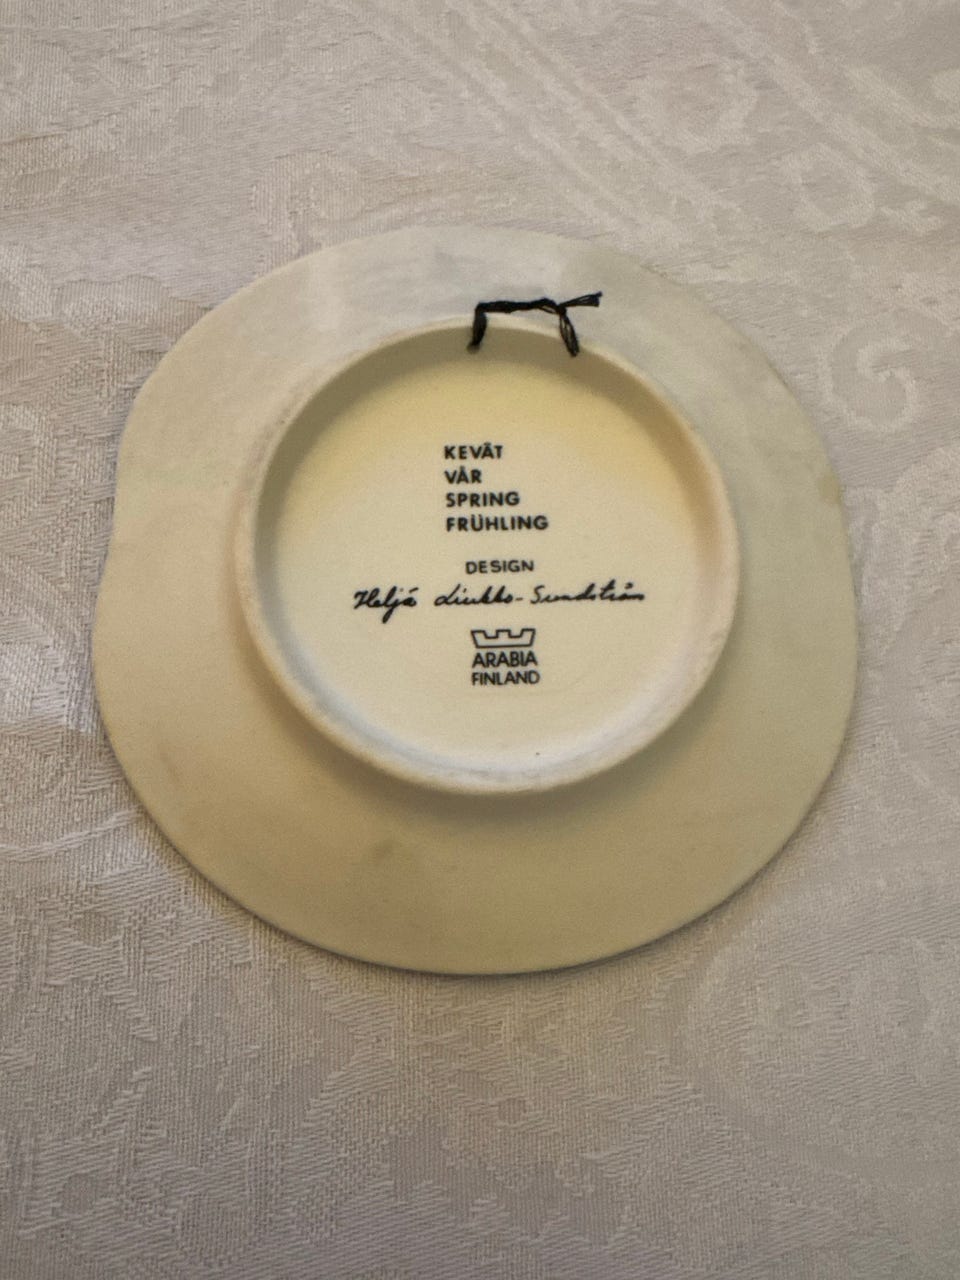 KEVÄT
VÅR
SPRING
FRÜHLING
DESIGN
Heljä Liukko-Sundström
ARABIA
FINLAND